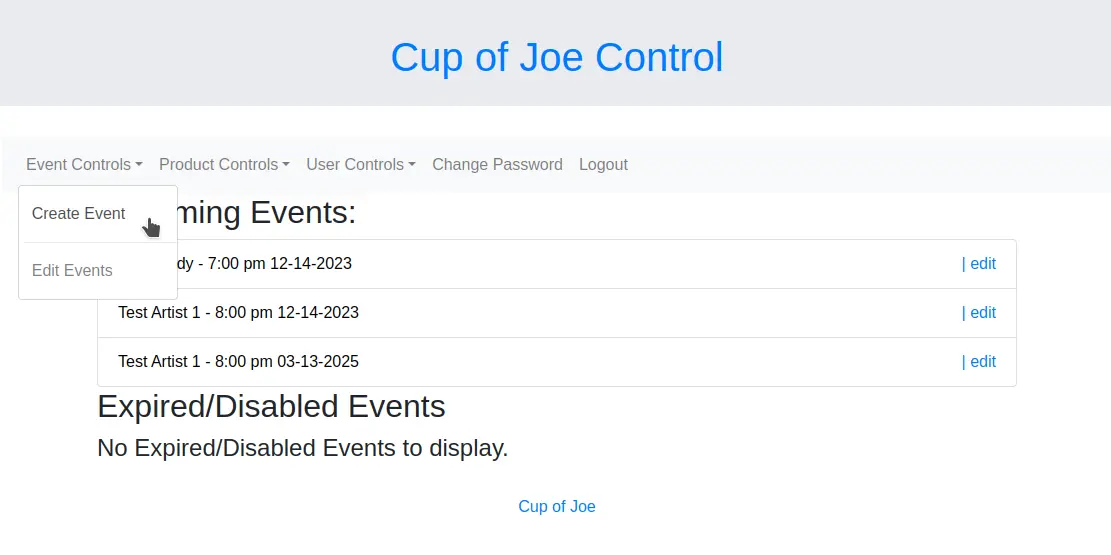 Cup of Joe Control
Event Controls Product Controls User Controls Change Password Logout
Create Event
Edit Events
ming Events:
dy - 7:00 pm 12-14-2023 | edit
Test Artist 1 - 8:00 pm 12-14-2023 | edit
Test Artist 1 - 8:00 pm 03-13-2025 | edit
Expired/Disabled Events
No Expired/Disabled Events to display.
Cup of Joe